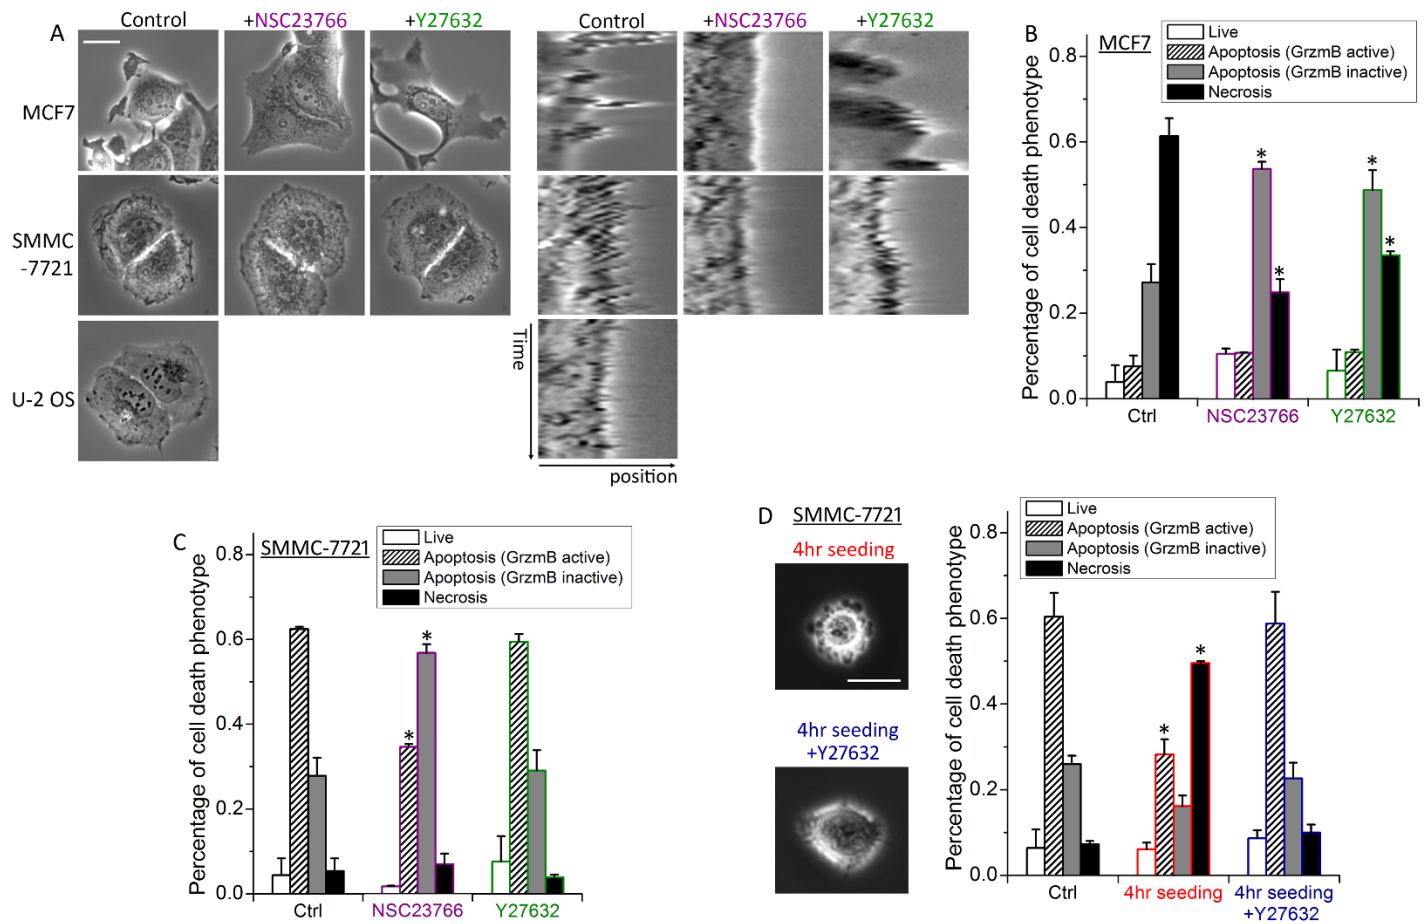 A
Control
+NSC23766
+Y27632
Control
+NSC23766
+Y27632
MCF7
SMMC
-7721
U-2 OS
Time
position
B
MCF7
Live
Apoptosis (GrzmB active)
Apoptosis (GrzmB inactive)
Necrosis
Percentage of cell death phenotype
0.8
0.6
0.4
0.2
0.0
*
*
*
*
Ctrl
NSC23766
Y27632
C
SMMC-7721
Live
Apoptosis (GrzmB active)
Apoptosis (GrzmB inactive)
Necrosis
Percentage of cell death phenotype
0.8
0.6
0.4
0.2
0.0
*
*
Ctrl
NSC23766
Y27632
D
SMMC-7721
4hr seeding
4hr seeding
+Y27632
Live
Apoptosis (GrzmB active)
Apoptosis (GrzmB inactive)
Necrosis
Percentage of cell death phenotype
0.8
0.6
0.4
0.2
0.0
*
*
Ctrl
4hr seeding
4hr seeding
+Y27632